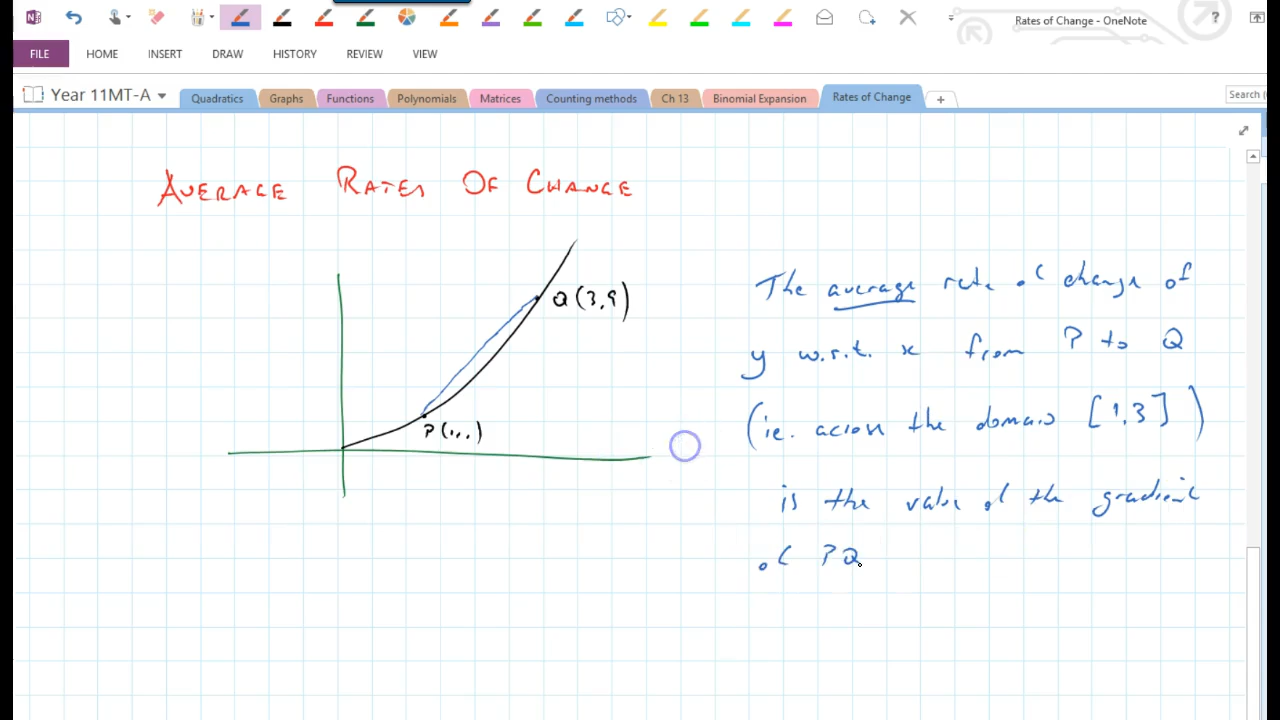 Rates of Change - OneNote
?
FILE HOME INSERT DRAW HISTORY REVIEW VIEW
Year 11MT-A Quadratics Graphs Functions Polynomials Matrices Counting methods Ch 13 Binomial Expansion Rates of Change + Search (
AVERAGE RATES OF CHANGE
Q(3,9)
P(1,1)
The average rate of change of
y w.r.t. x from P to Q
(ie. across the domain [1,3])
is the value of the gradient
of PQ